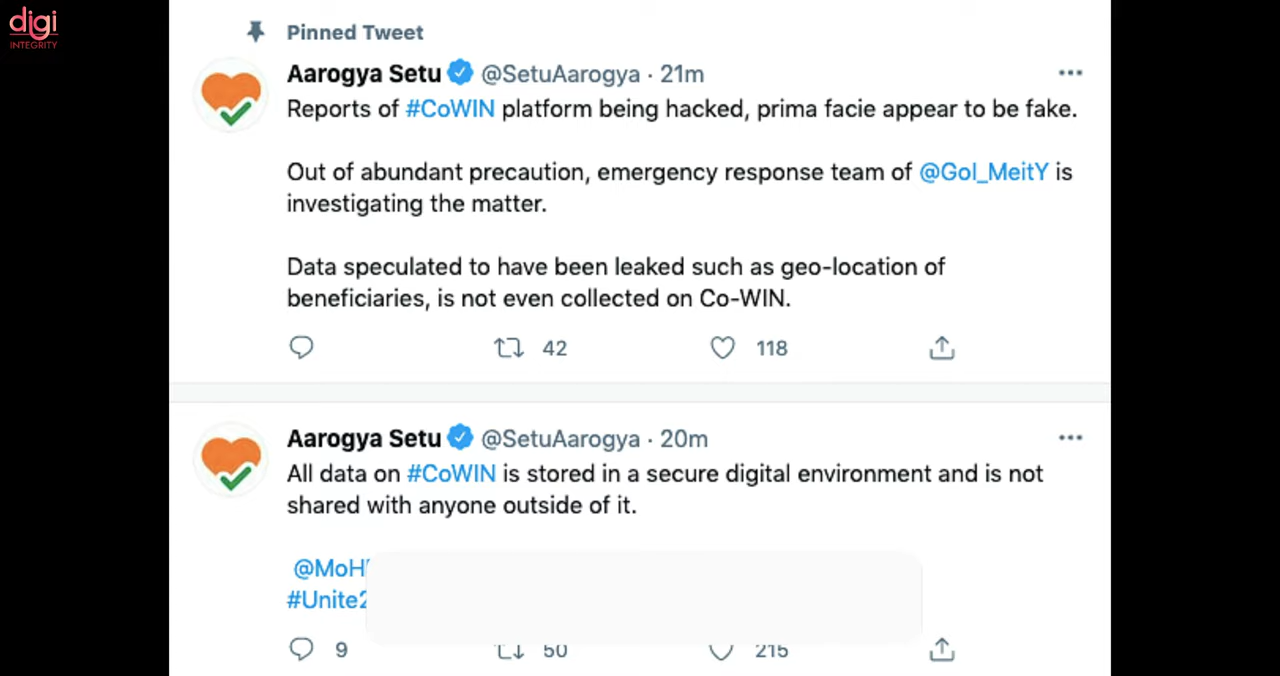 digi
INTEGRITY
Pinned Tweet
Aarogya Setu @SetuAarogya · 21m
Reports of #CoWIN platform being hacked, prima facie appear to be fake.
Out of abundant precaution, emergency response team of @GoI_MeitY is
investigating the matter.
Data speculated to have been leaked such as geo-location of
beneficiaries, is not even collected on Co-WIN.
42 118
Aarogya Setu @SetuAarogya · 20m
All data on #CoWIN is stored in a secure digital environment and is not
shared with anyone outside of it.
9 50 215